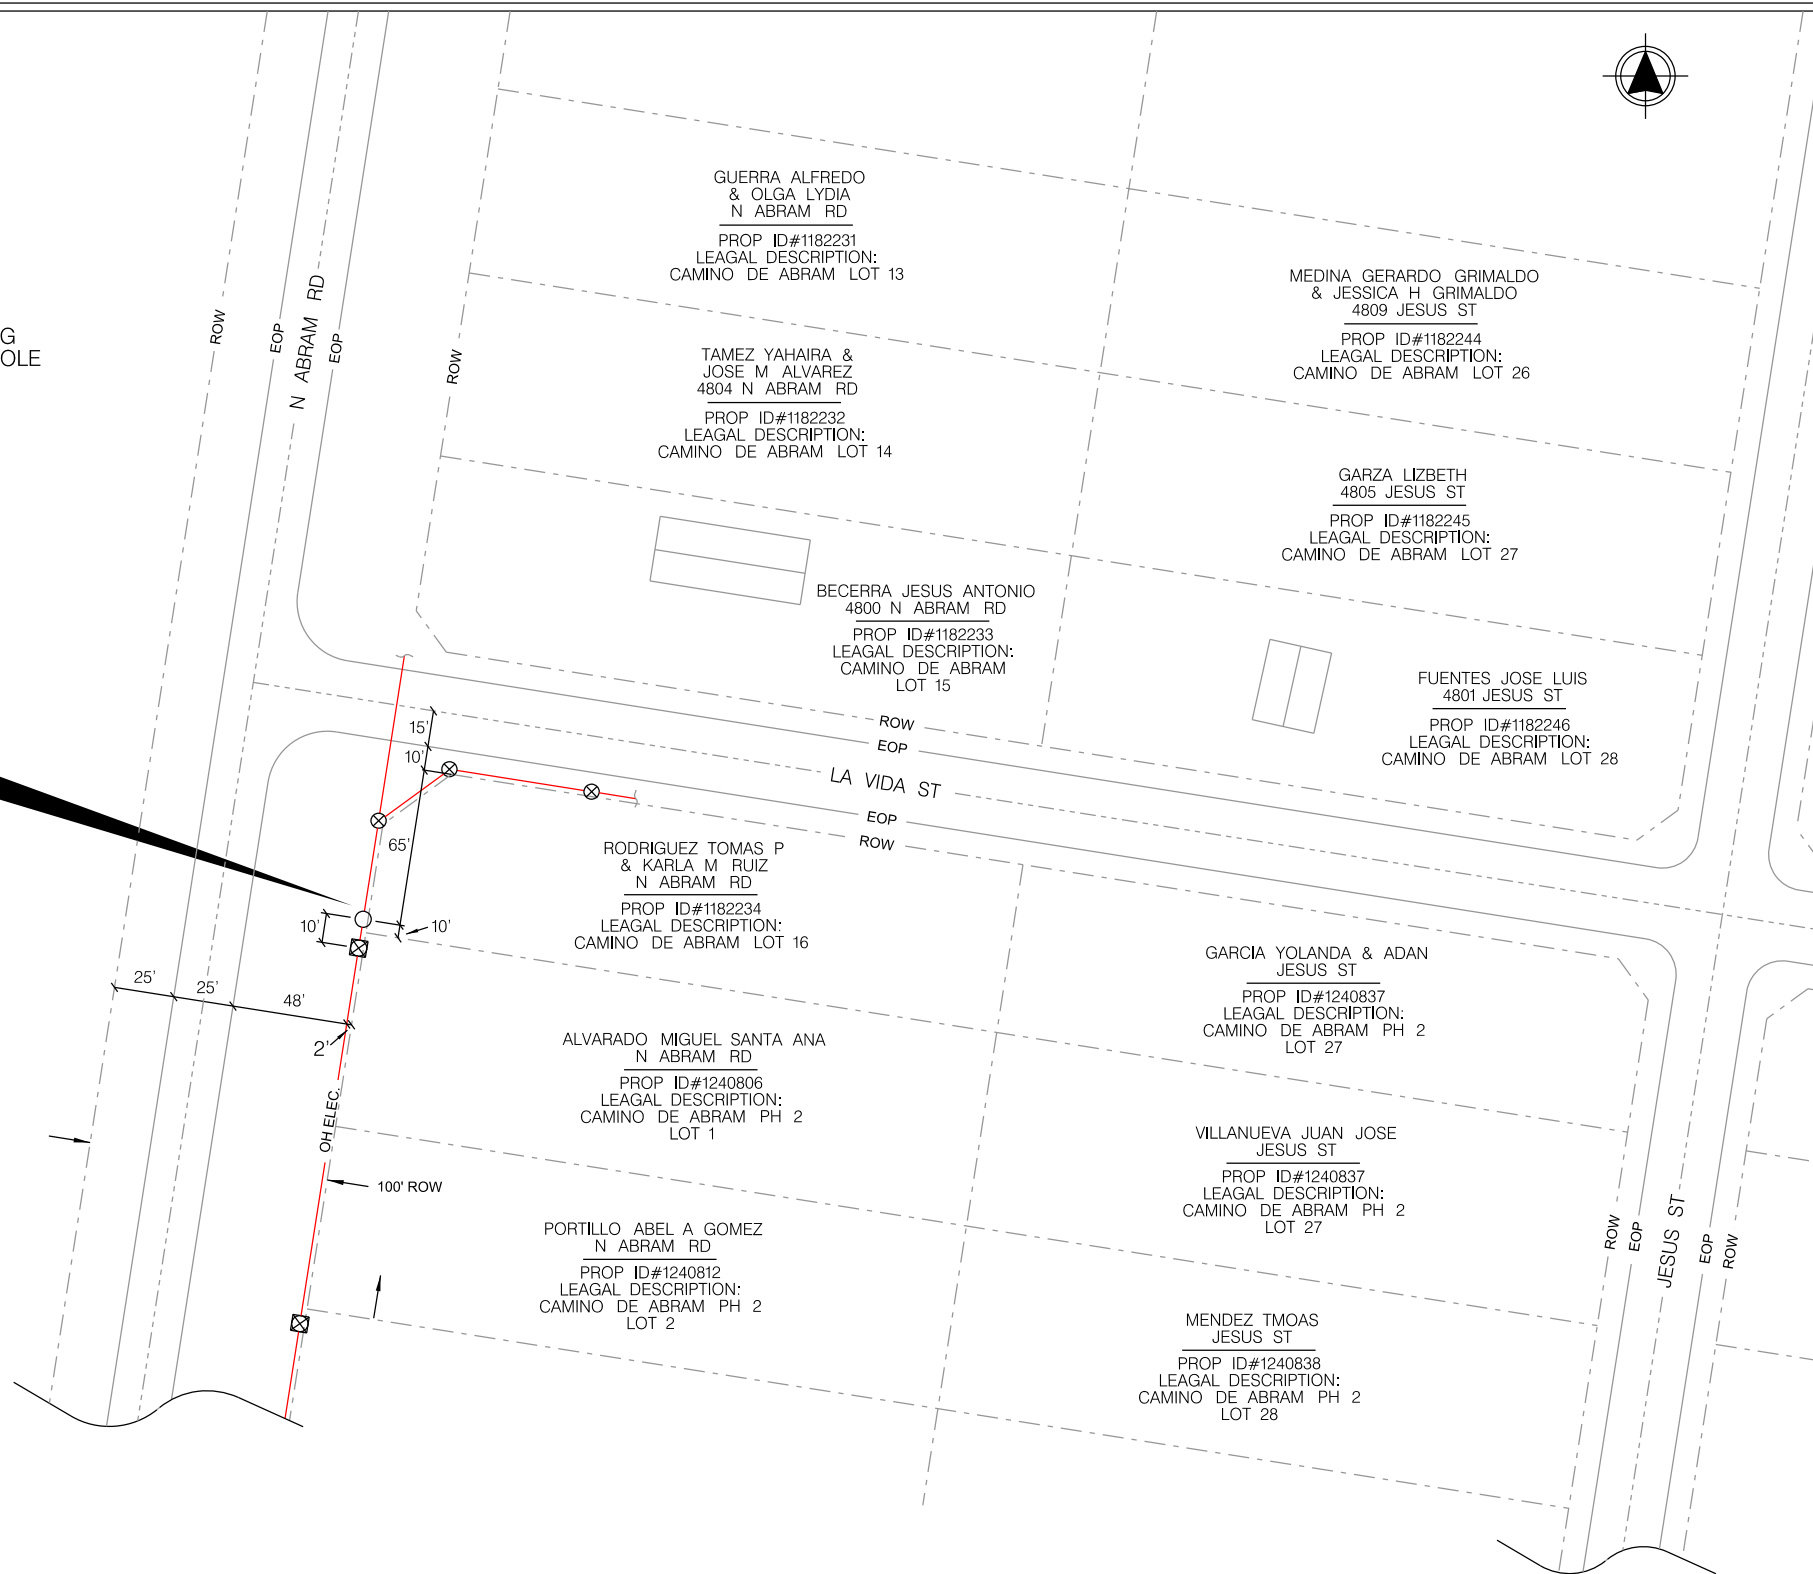 G
OLE
ROW
EOP
N ABRAM RD
EOP
ROW
GUERRA ALFREDO
& OLGA LYDIA
N ABRAM RD
PROP ID#1182231
LEAGAL DESCRIPTION:
CAMINO DE ABRAM LOT 13
MEDINA GERARDO GRIMALDO
& JESSICA H GRIMALDO
4809 JESUS ST
PROP ID#1182244
LEAGAL DESCRIPTION:
CAMINO DE ABRAM LOT 26
TAMEZ YAHAIRA &
JOSE M ALVAREZ
4804 N ABRAM RD
PROP ID#1182232
LEAGAL DESCRIPTION:
CAMINO DE ABRAM LOT 14
GARZA LIZBETH
4805 JESUS ST
PROP ID#1182245
LEAGAL DESCRIPTION:
CAMINO DE ABRAM LOT 27
BECERRA JESUS ANTONIO
4800 N ABRAM RD
PROP ID#1182233
LEAGAL DESCRIPTION:
CAMINO DE ABRAM
LOT 15
FUENTES JOSE LUIS
4801 JESUS ST
PROP ID#1182246
LEAGAL DESCRIPTION:
CAMINO DE ABRAM LOT 28
ROW
EOP
LA VIDA ST
EOP
ROW
15'
10'
65'
10'
10'
RODRIGUEZ TOMAS P
& KARLA M RUIZ
N ABRAM RD
PROP ID#1182234
LEAGAL DESCRIPTION:
CAMINO DE ABRAM LOT 16
25'
25'
48'
2'
GARCIA YOLANDA & ADAN
JESUS ST
PROP ID#1240837
LEAGAL DESCRIPTION:
CAMINO DE ABRAM PH 2
LOT 27
ALVARADO MIGUEL SANTA ANA
N ABRAM RD
PROP ID#1240806
LEAGAL DESCRIPTION:
CAMINO DE ABRAM PH 2
LOT 1
OH ELEC.
100' ROW
VILLANUEVA JUAN JOSE
JESUS ST
PROP ID#1240837
LEAGAL DESCRIPTION:
CAMINO DE ABRAM PH 2
LOT 27
ROW
EOP
JESUS ST
EOP
ROW
PORTILLO ABEL A GOMEZ
N ABRAM RD
PROP ID#1240812
LEAGAL DESCRIPTION:
CAMINO DE ABRAM PH 2
LOT 2
MENDEZ TMOAS
JESUS ST
PROP ID#1240838
LEAGAL DESCRIPTION:
CAMINO DE ABRAM PH 2
LOT 28